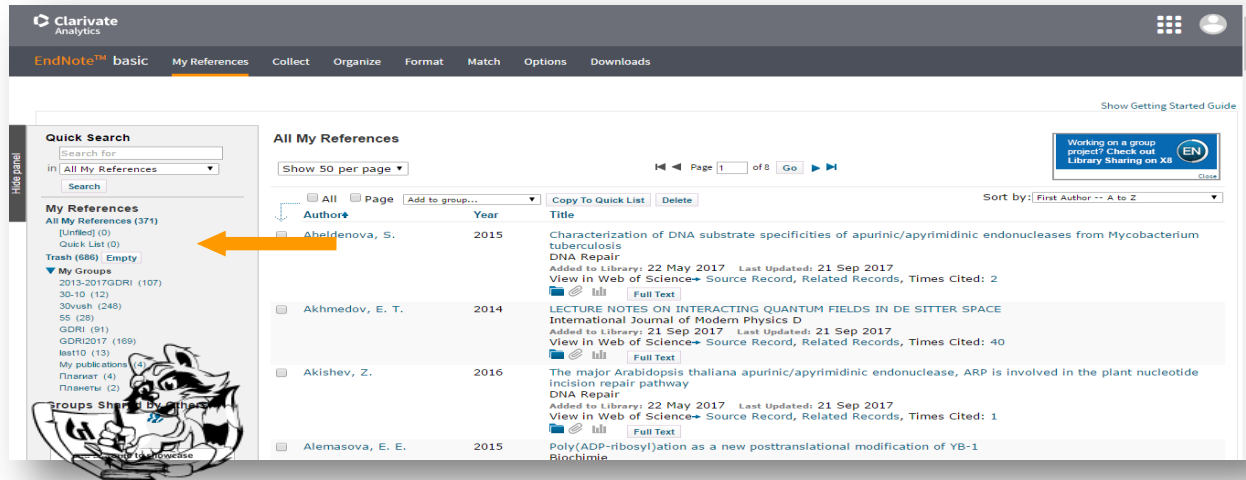 Clarivate
Analytics
EndNote™ basic My References Collect Organize Format Match Options Downloads
Show Getting Started Guide
Hide panel
Quick Search
Search for
in All My References
Search
My References
All My References (371)
[Unfiled] (0)
Quick List (0)
Trash (686) Empty
My Groups
2013-2017GDRI (107)
30-10 (12)
30vush (248)
55 (28)
GDRI (91)
GDRI2017 (169)
last10 (13)
My publications (4)
Плагиат (4)
Планеты (2)
Groups Shared by Others
to showcase
All My References
Show 50 per page
Page 1 of 8 Go
Working on a group
project? Check out
Library Sharing on X8
EN
Close
All Page Add to group... Copy To Quick List Delete
Sort by: First Author -- A to Z
Author Year Title
Abeldenova, S. 2015 Characterization of DNA substrate specificities of apurinic/apyrimidinic endonucleases from Mycobacterium
tuberculosis
DNA Repair
Added to Library: 22 May 2017 Last Updated: 21 Sep 2017
View in Web of Science Source Record, Related Records, Times Cited: 2
Full Text
Akhmedov, E. T. 2014 LECTURE NOTES ON INTERACTING QUANTUM FIELDS IN DE SITTER SPACE
International Journal of Modern Physics D
Added to Library: 21 Sep 2017 Last Updated: 21 Sep 2017
View in Web of Science Source Record, Related Records, Times Cited: 40
Full Text
Akishev, Z. 2016 The major Arabidopsis thaliana apurinic/apyrimidinic endonuclease, ARP is involved in the plant nucleotide
incision repair pathway
DNA Repair
Added to Library: 22 May 2017 Last Updated: 21 Sep 2017
View in Web of Science Source Record, Related Records, Times Cited: 1
Full Text
Alemasova, E. E. 2015 Poly(ADP-ribosyl)ation as a new posttranslational modification of YB-1
Biochimie